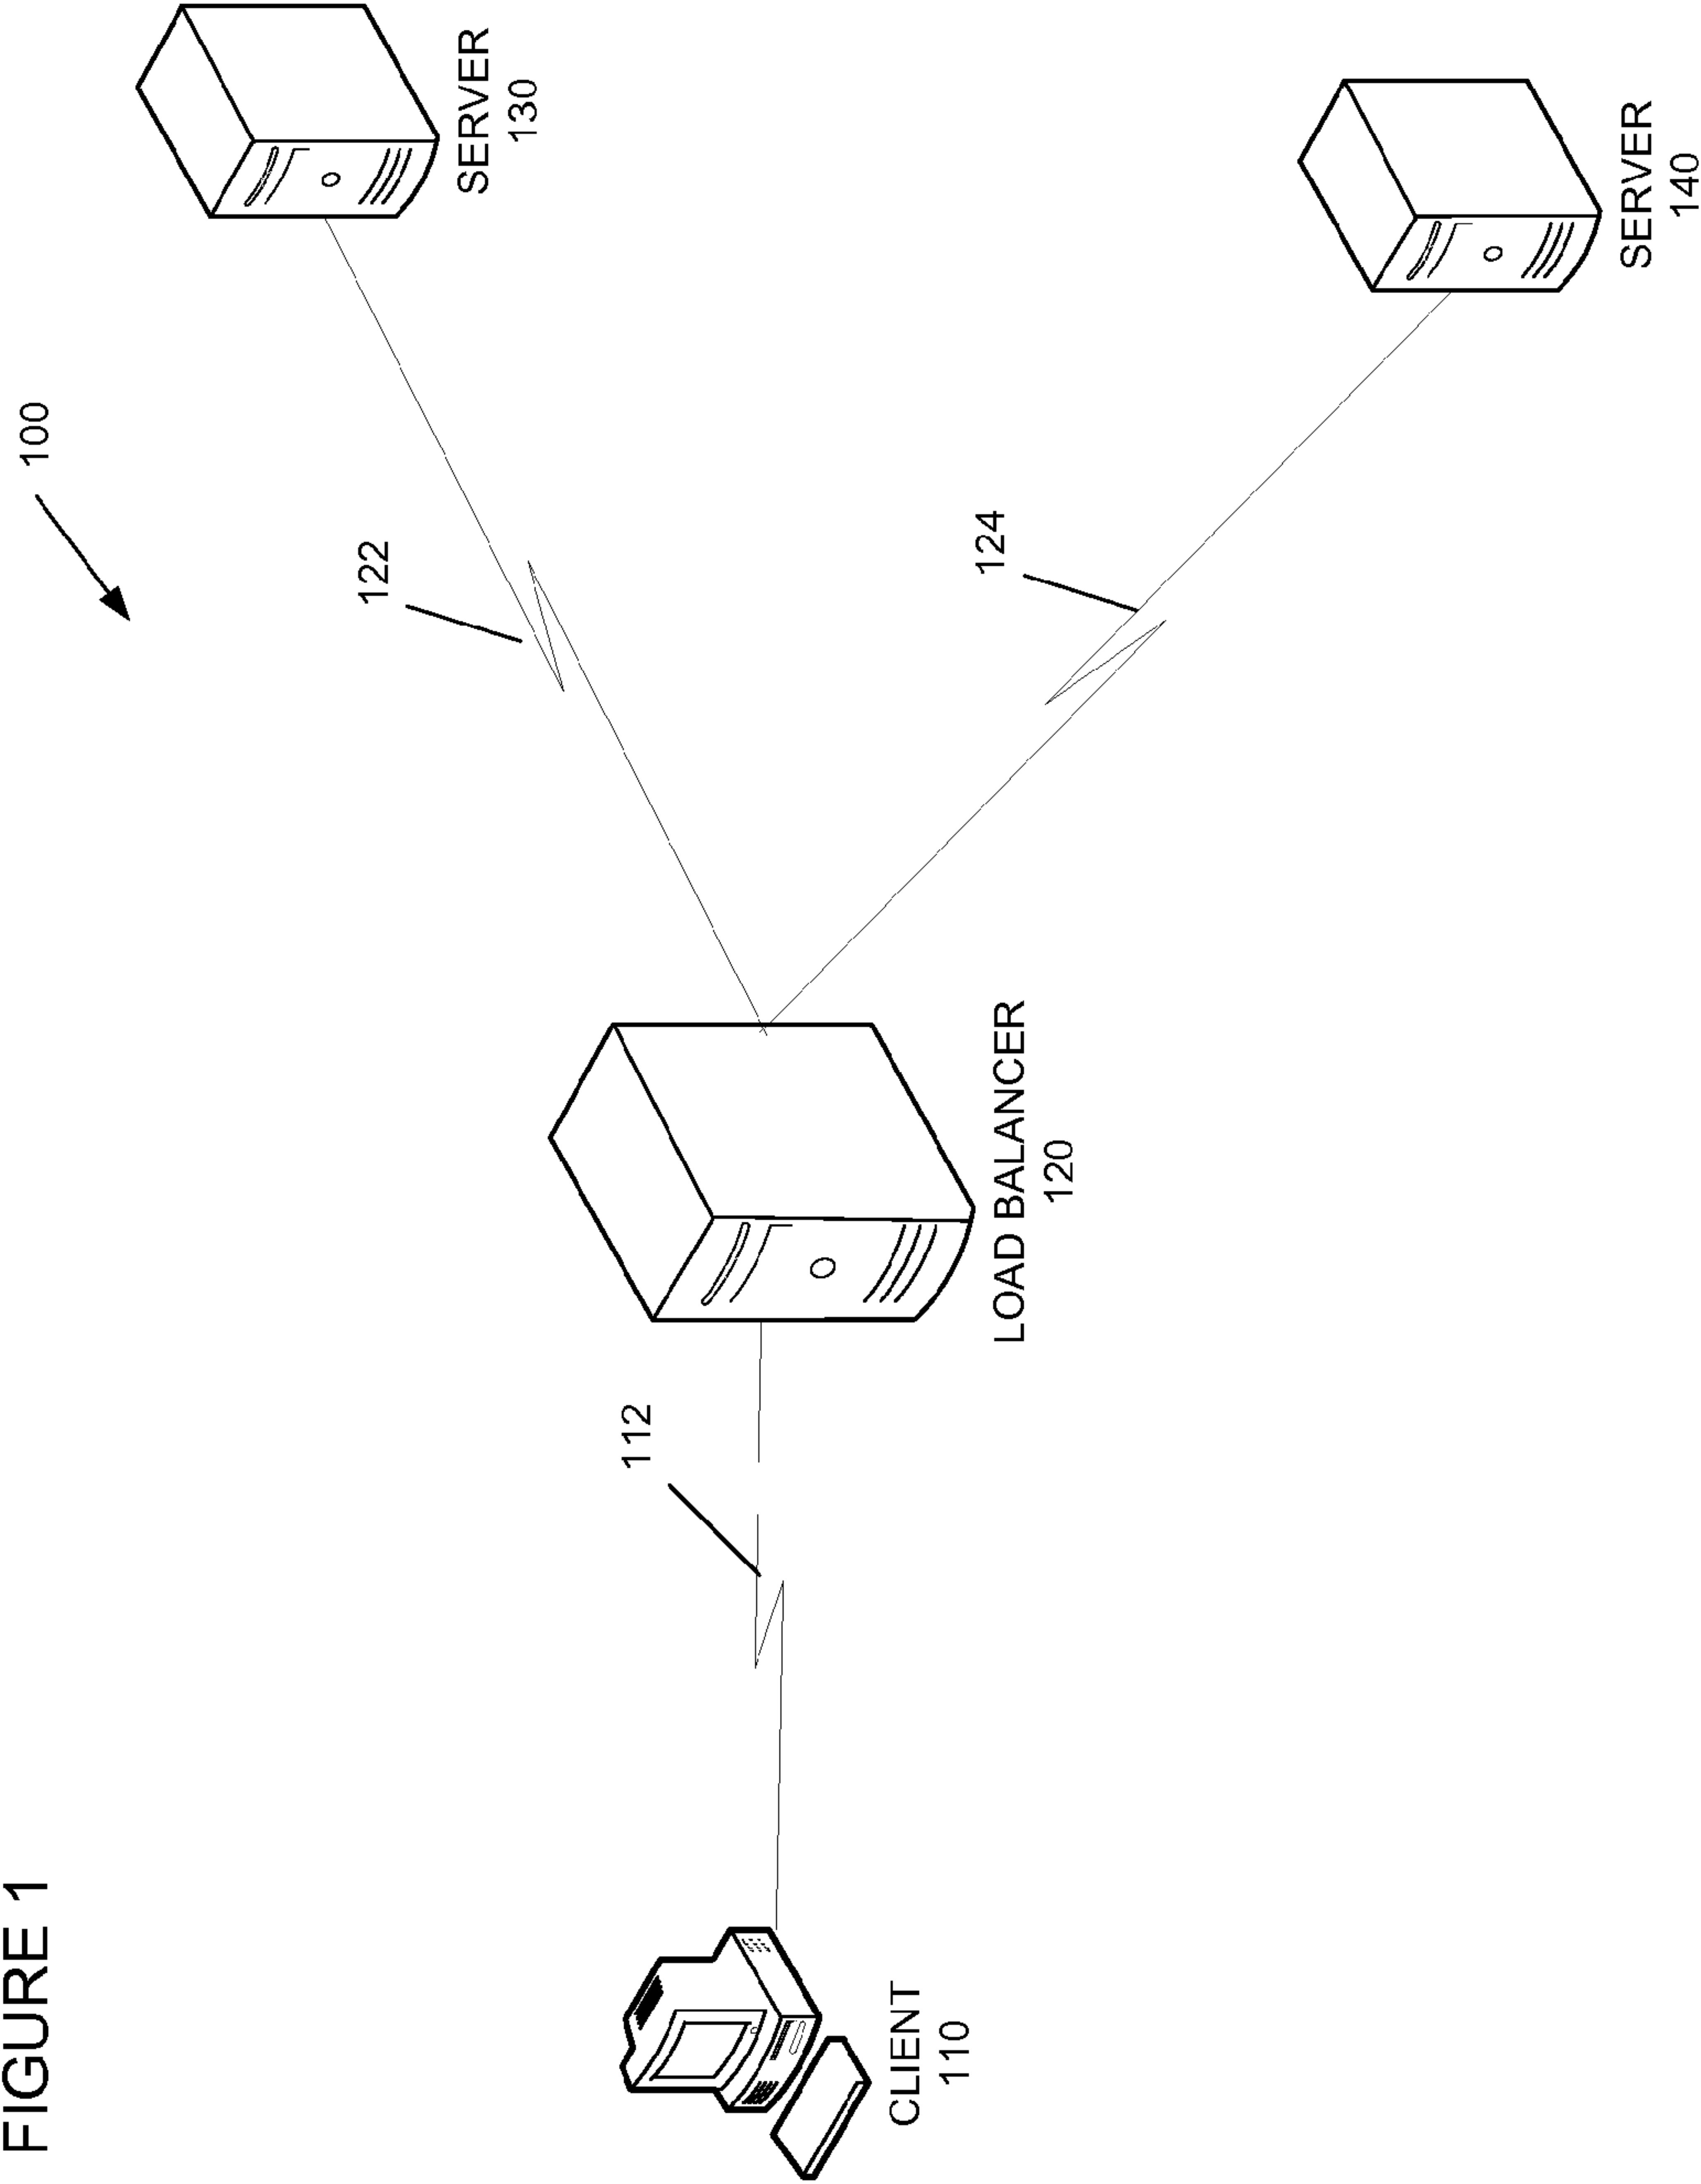 FIGURE 1
100
SERVER
130
122
112
LOAD BALANCER
120
CLIENT
110
124
SERVER
140